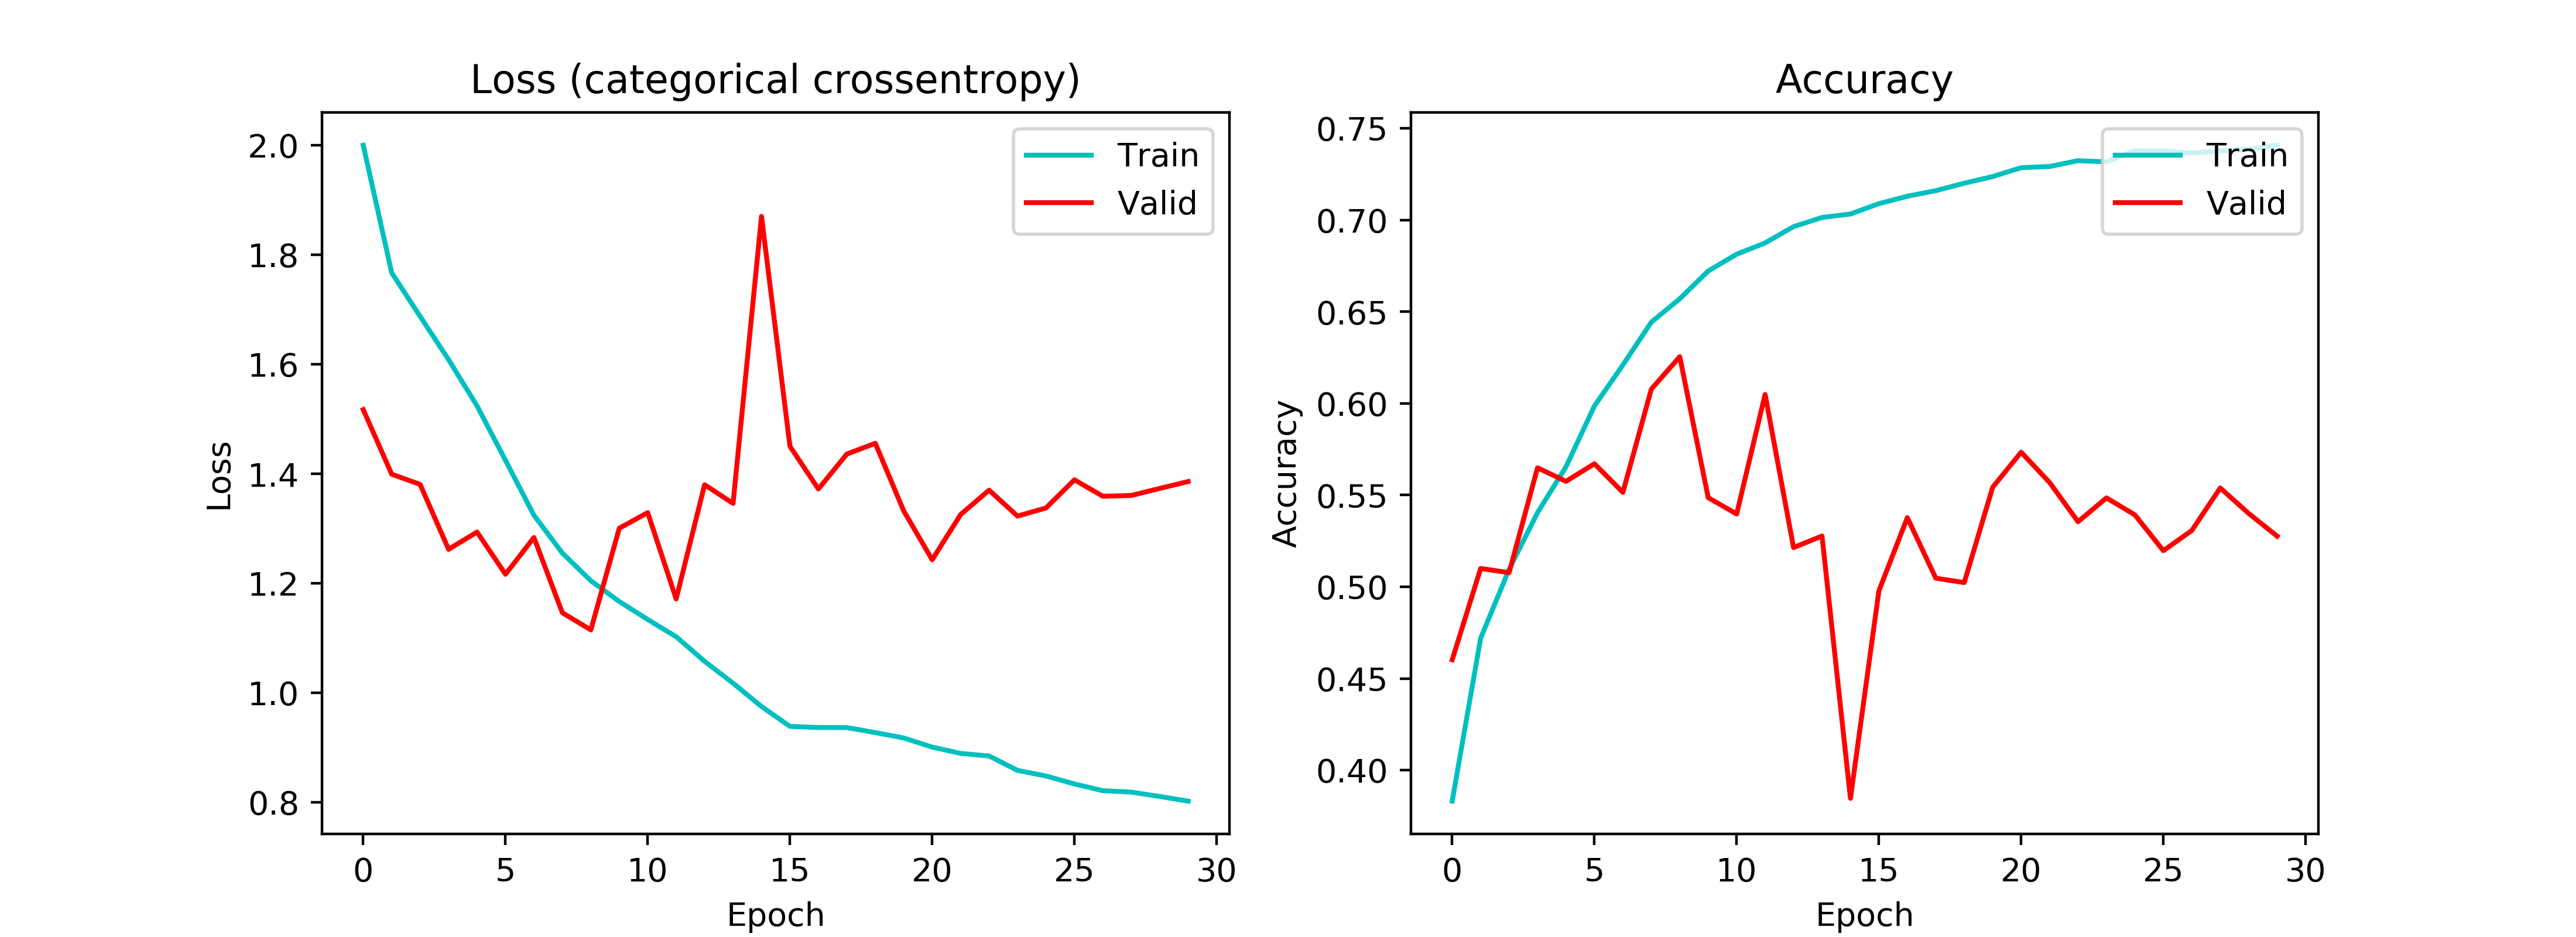 Loss (categorical crossentropy)
2.0
1.8
1.6
1.4
1.2
1.0
0.8
Loss
0 5 10 15 20 25 30
Epoch
Train
Valid
Accuracy
0.75
0.70
0.65
0.60
0.55
0.50
0.45
0.40
Accuracy
0 5 10 15 20 25 30
Epoch
Train
Valid